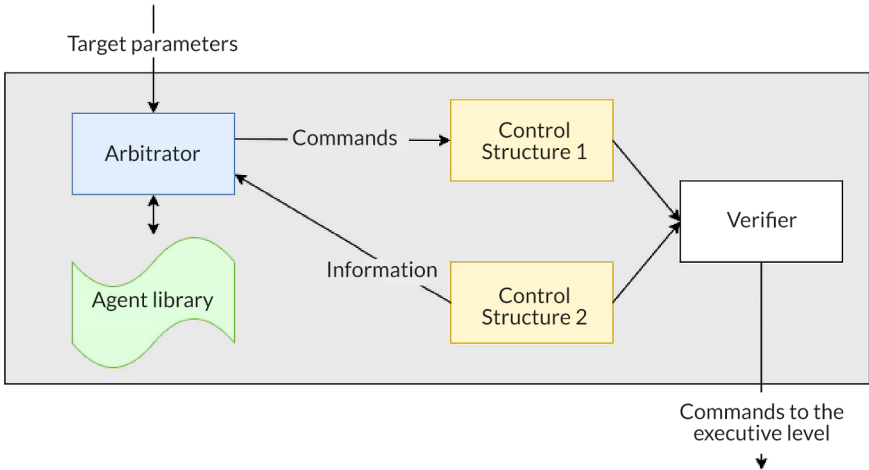 Target parameters
Arbitrator
Commands
Control
Structure 1
Verifier
Information
Agent library
Control
Structure 2
Commands to the
executive level